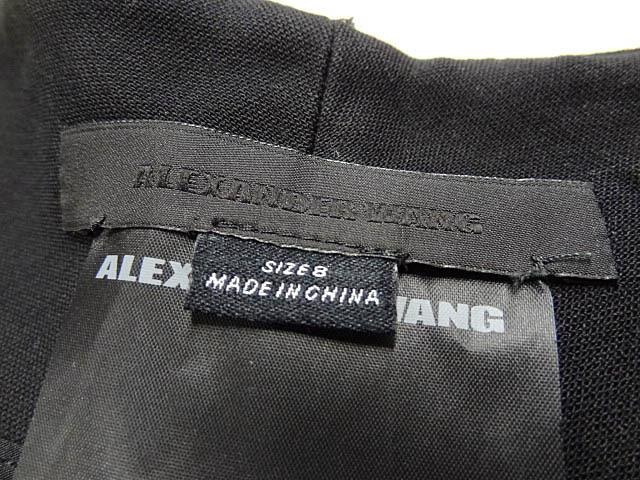 ALEXANDER WANG
SIZE 8
MADE IN CHINA
ALEX WANG